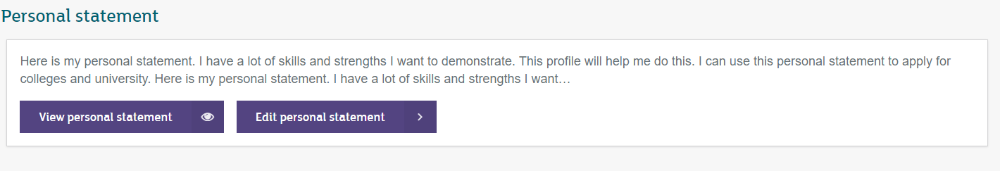 Personal statement
Here is my personal statement. I have a lot of skills and strengths I want to demonstrate. This profile will help me do this. I can use this personal statement to apply for
colleges and university. Here is my personal statement. I have a lot of skills and strengths I want…
View personal statement
Edit personal statement